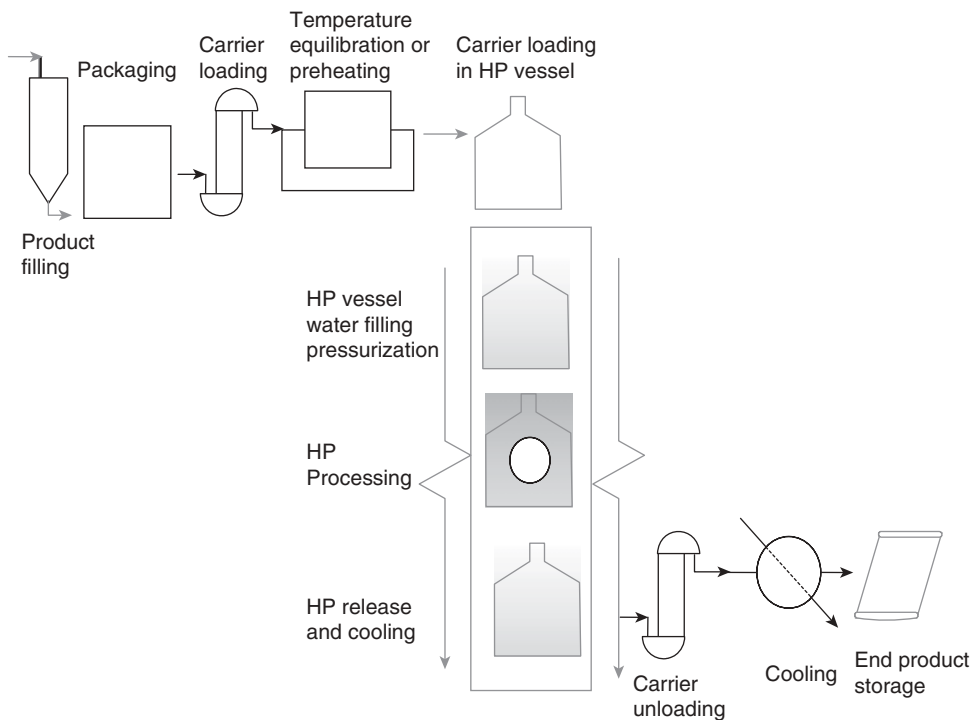 Product
filling
Packaging
Carrier
loading
Temperature
equilibration or
preheating
Carrier loading
in HP vessel
HP vessel
water filling
pressurization
HP
Processing
HP release
and cooling
Carrier
unloading
Cooling
End product
storage